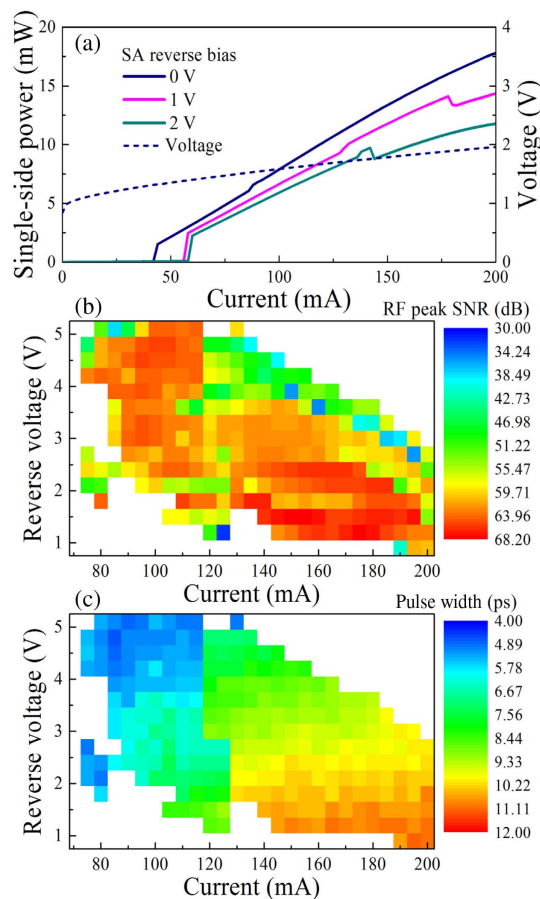 (a)
SA reverse bias
0 V
1 V
2 V
Voltage
Single-side power (mW)
20
15
10
5
0
Voltage (V)
4
3
2
1
0
0 50 100 150 200
Current (mA)
(b)
RF peak SNR (dB)
Reverse voltage (V)
5
4
3
2
1
30.00
34.24
38.49
42.73
46.98
51.22
55.47
59.71
63.96
68.20
80 100 120 140 160 180 200
Current (mA)
(c)
Pulse width (ps)
Reverse voltage (V)
5
4
3
2
1
4.00
4.89
5.78
6.67
7.56
8.44
9.33
10.22
11.11
12.00
80 100 120 140 160 180 200
Current (mA)